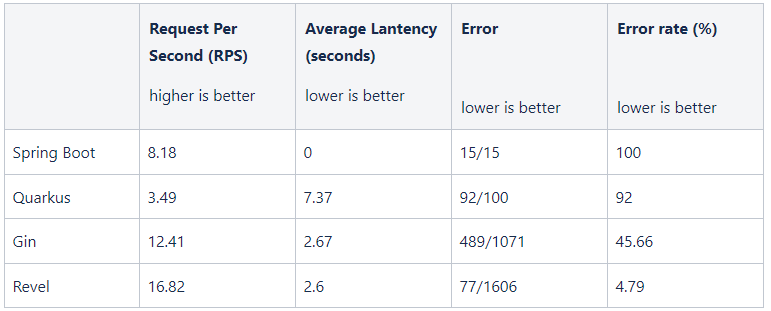 Request Per Second (RPS) higher is better | Average Lantency (seconds) lower is better | Error lower is better | Error rate (%) lower is better
Spring Boot | 8.18 | 0 | 15/15 | 100
Quarkus | 3.49 | 7.37 | 92/100 | 92
Gin | 12.41 | 2.67 | 489/1071 | 45.66
Revel | 16.82 | 2.6 | 77/1606 | 4.79